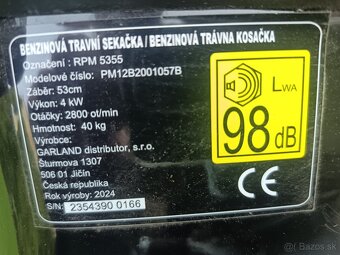 BENZINOVÁ TRAVNÍ SEKAČKA / BENZINOVÁ TRÁVNA KOSAČKA
Označení : RPM 5355
Modelové číslo: PM12B2001057B
Záběr: 53cm
Výkon: 4 kW
Otáčky: 2800 ot/min
Hmotnost: 40 kg
Výrobce:
GARLAND distributor, s.r.o.
Šturmova 1307
506 01 Jičín
Česká republika
Rok výroby: 2024
S/N: 2354390 0166
LWA
98 dB
CE
bazos.sk